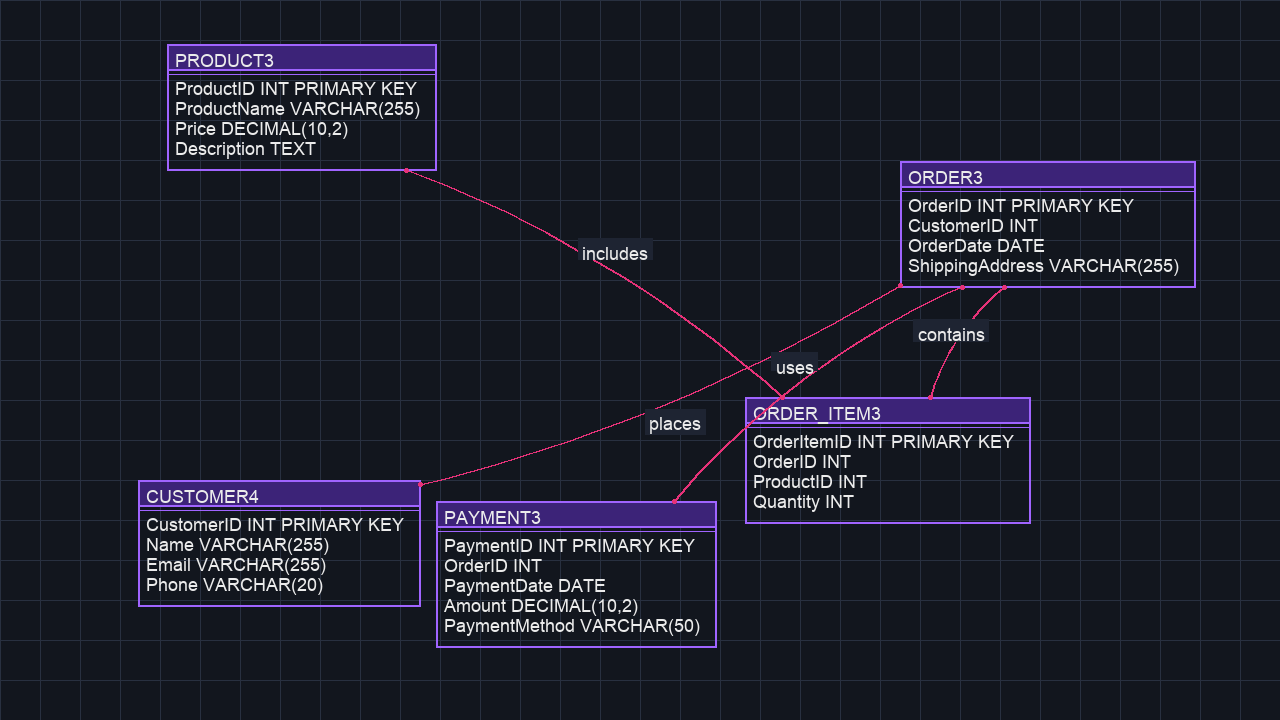 PRODUCT3
ProductID INT PRIMARY KEY
ProductName VARCHAR(255)
Price DECIMAL(10,2)
Description TEXT
ORDER3
OrderID INT PRIMARY KEY
CustomerID INT
OrderDate DATE
ShippingAddress VARCHAR(255)
includes
contains
uses
places
ORDER_ITEM3
OrderItemID INT PRIMARY KEY
OrderID INT
ProductID INT
Quantity INT
CUSTOMER4
CustomerID INT PRIMARY KEY
Name VARCHAR(255)
Email VARCHAR(255)
Phone VARCHAR(20)
PAYMENT3
PaymentID INT PRIMARY KEY
OrderID INT
PaymentDate DATE
Amount DECIMAL(10,2)
PaymentMethod VARCHAR(50)